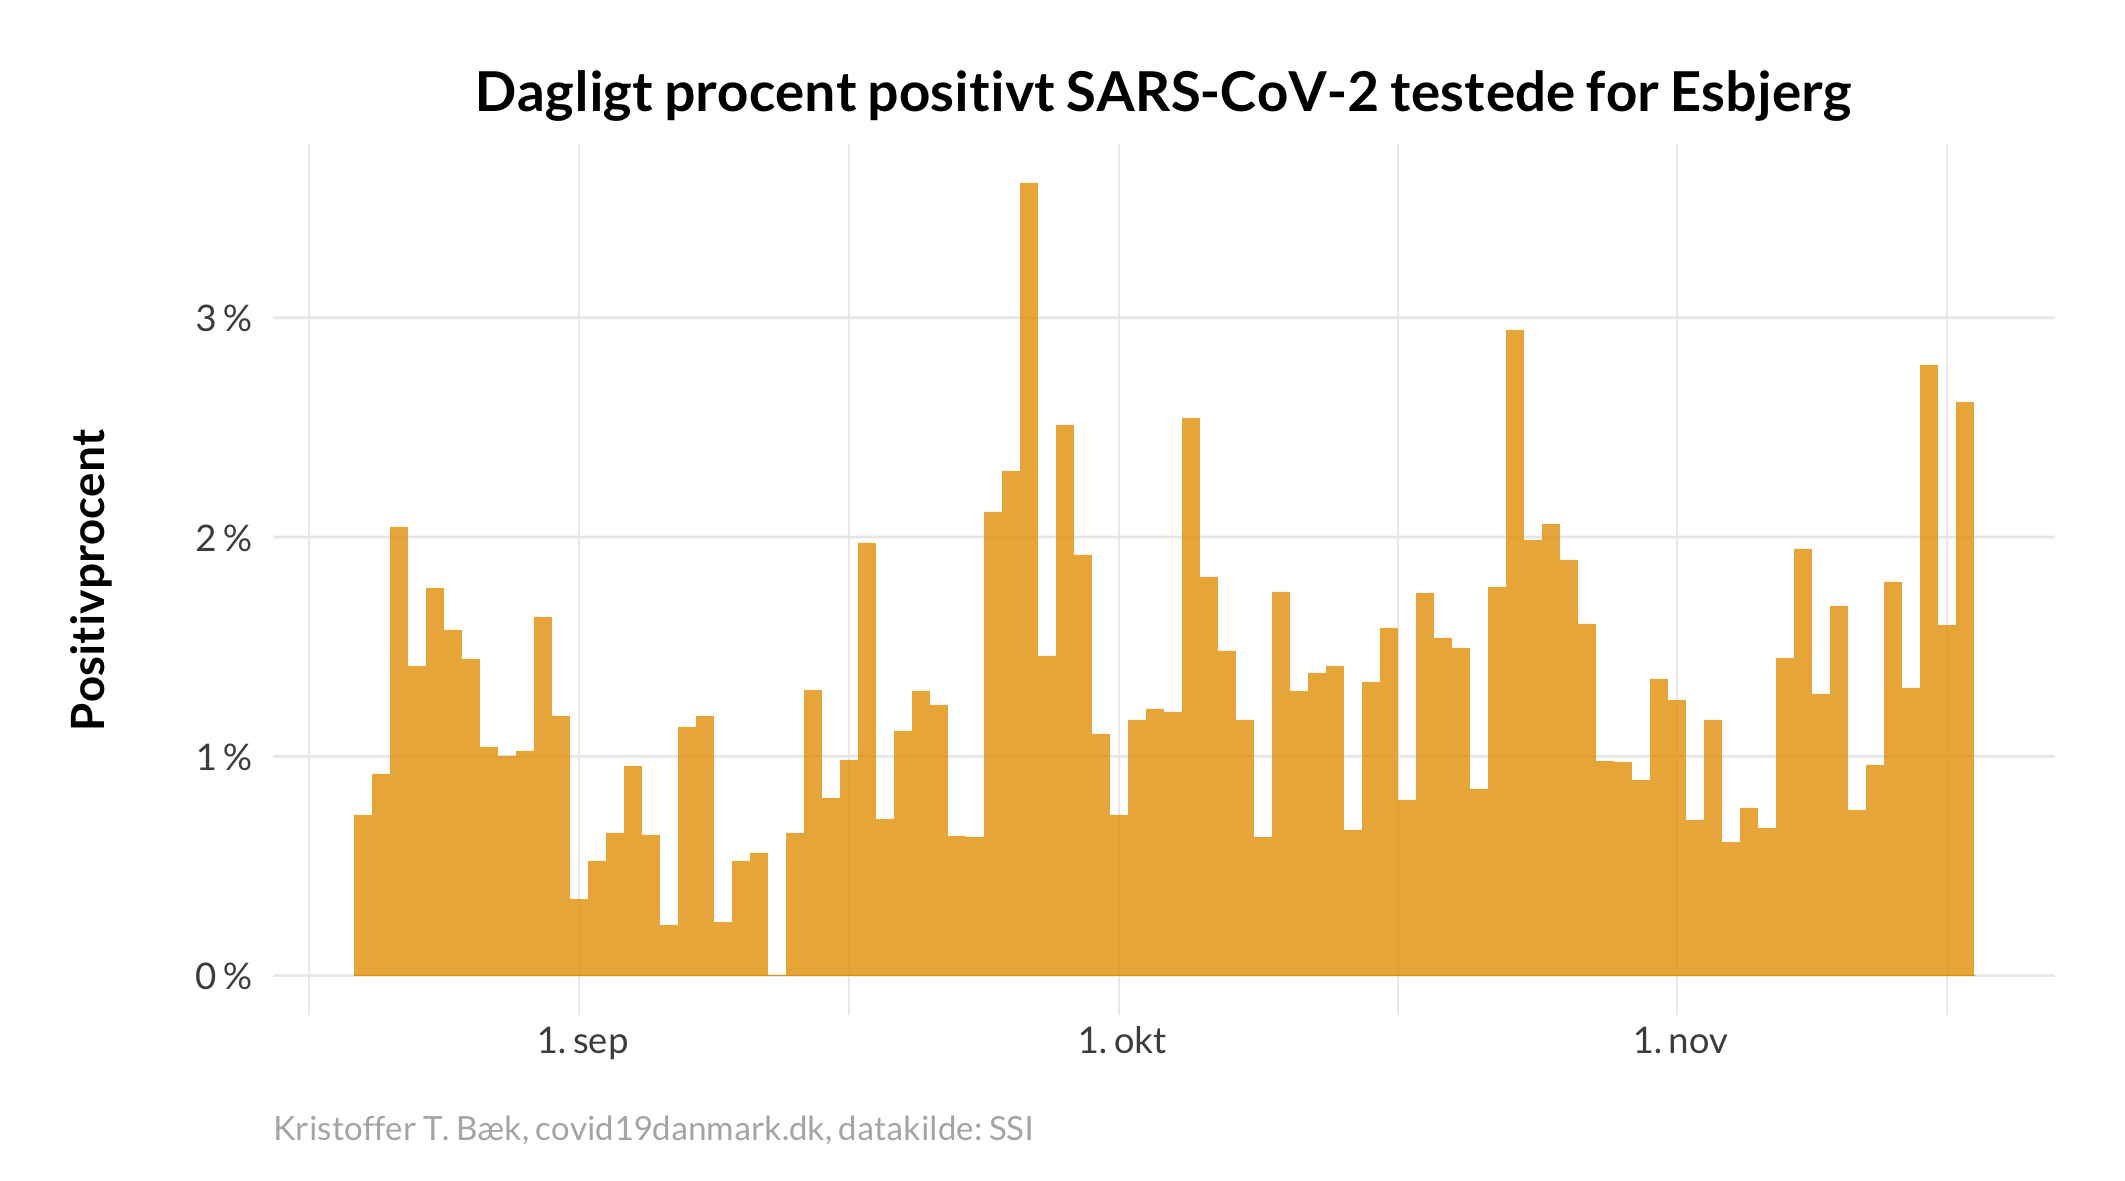 Dagligt procent positivt SARS-CoV-2 testede for Esbjerg
Positivprocent
3 %
2 %
1 %
0 %
1. sep
1. okt
1. nov
Kristoffer T. Bæk, covid19danmark.dk, datakilde: SSI